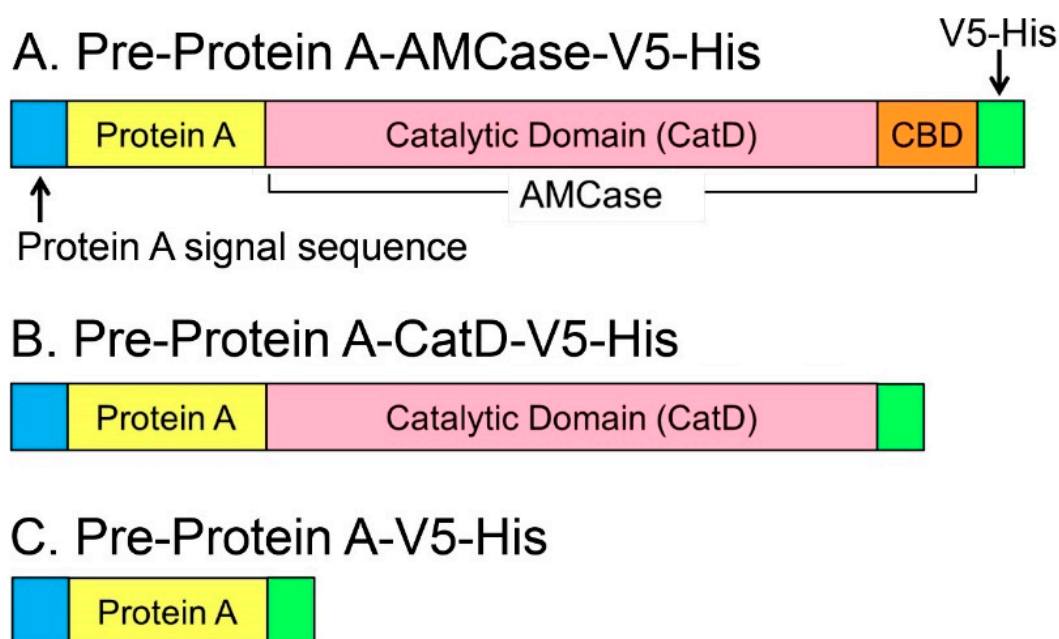 A. Pre-Protein A-AMCase-V5-His
V5-His
Protein A
Catalytic Domain (CatD)
CBD
AMCase
Protein A signal sequence
B. Pre-Protein A-CatD-V5-His
Protein A
Catalytic Domain (CatD)
C. Pre-Protein A-V5-His
Protein A